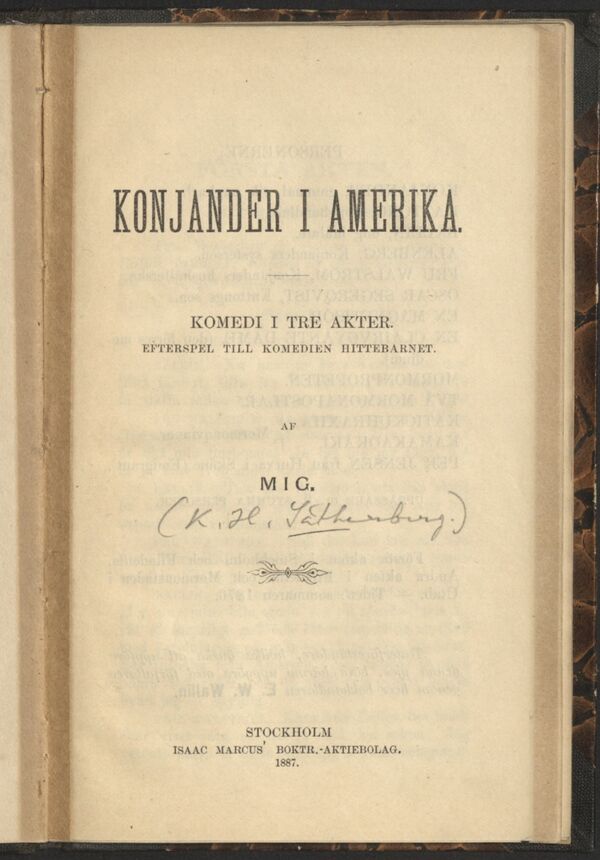 KONJANDER I AMERIKA.
KOMEDI I TRE AKTER.
EFTERSPEL TILL KOMEDIEN HITTEBARNET.
AF
MIG.
(K. H. Sätherberg.)
STOCKHOLM
ISAAC MARCUS' BOKTR.-AKTIEBOLAG.
1887.